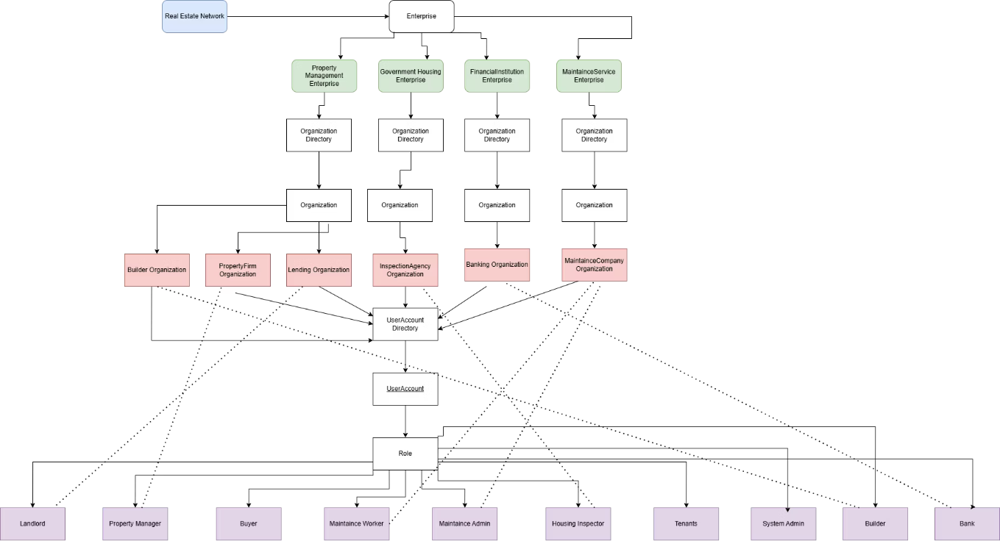 Real Estate Network
Enterprise
Property
Management
Enterprise
Government Housing
Enterprise
FinancialInstitution
Enterprise
MaintainceService
Enterprise
Organization
Directory
Organization
Directory
Organization
Directory
Organization
Directory
Organization
Organization
Organization
Organization
Builder Organization
PropertyFirm
Organization
Lending Organization
InspectionAgency
Organization
Banking Organization
MaintainceCompany
Organization
UserAccount
Directory
UserAccount
Role
Landlord
Property Manager
Buyer
Maintaince Worker
Maintaince Admin
Housing Inspector
Tenants
System Admin
Builder
Bank